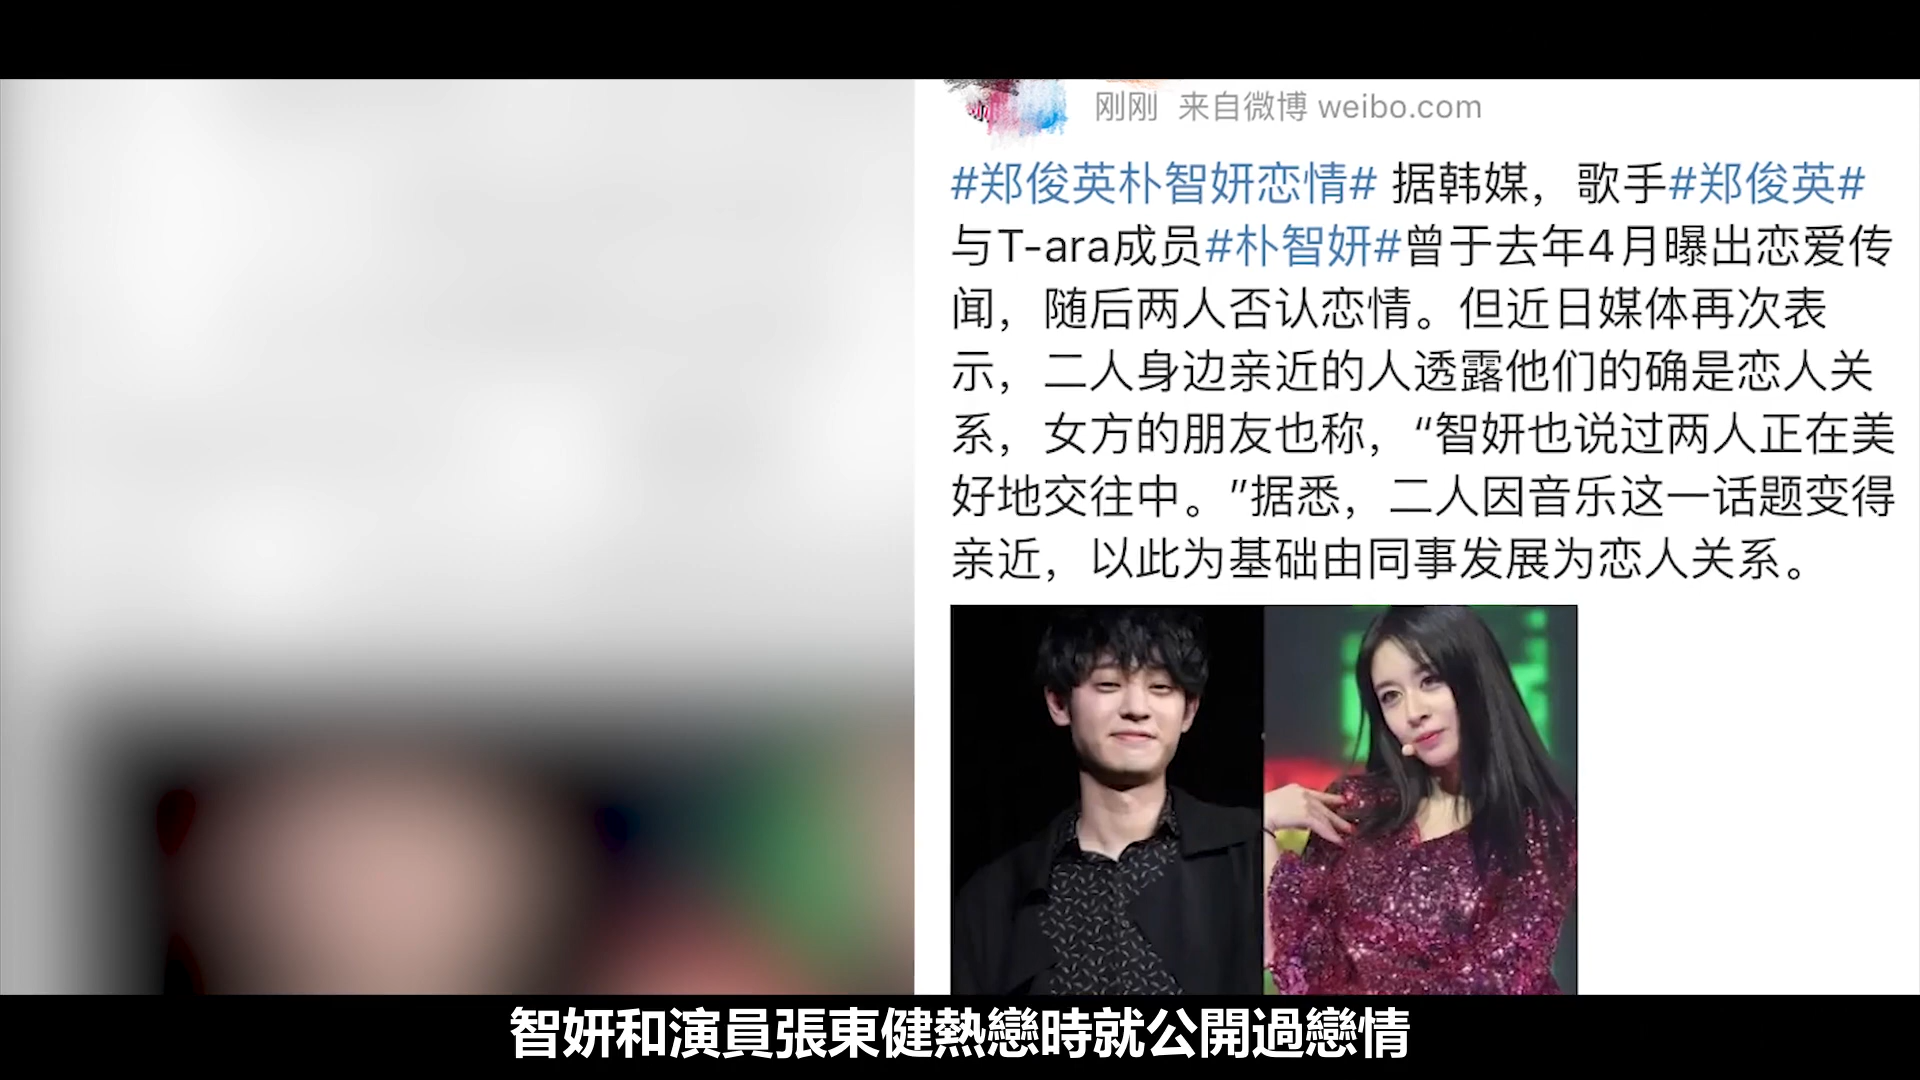 刚刚 来自微博 weibo.com
#郑俊英朴智妍恋情# 据韩媒，歌手#郑俊英#
与T-ara成员#朴智妍#曾于去年4月曝出恋爱传
闻，随后两人否认恋情。但近日媒体再次表
示，二人身边亲近的人透露他们的确是恋人关
系，女方的朋友也称，“智妍也说过两人正在美
好地交往中。”据悉，二人因音乐这一话题变得
亲近，以此为基础由同事发展为恋人关系。
智妍和演員張東健熱戀時就公開過戀情